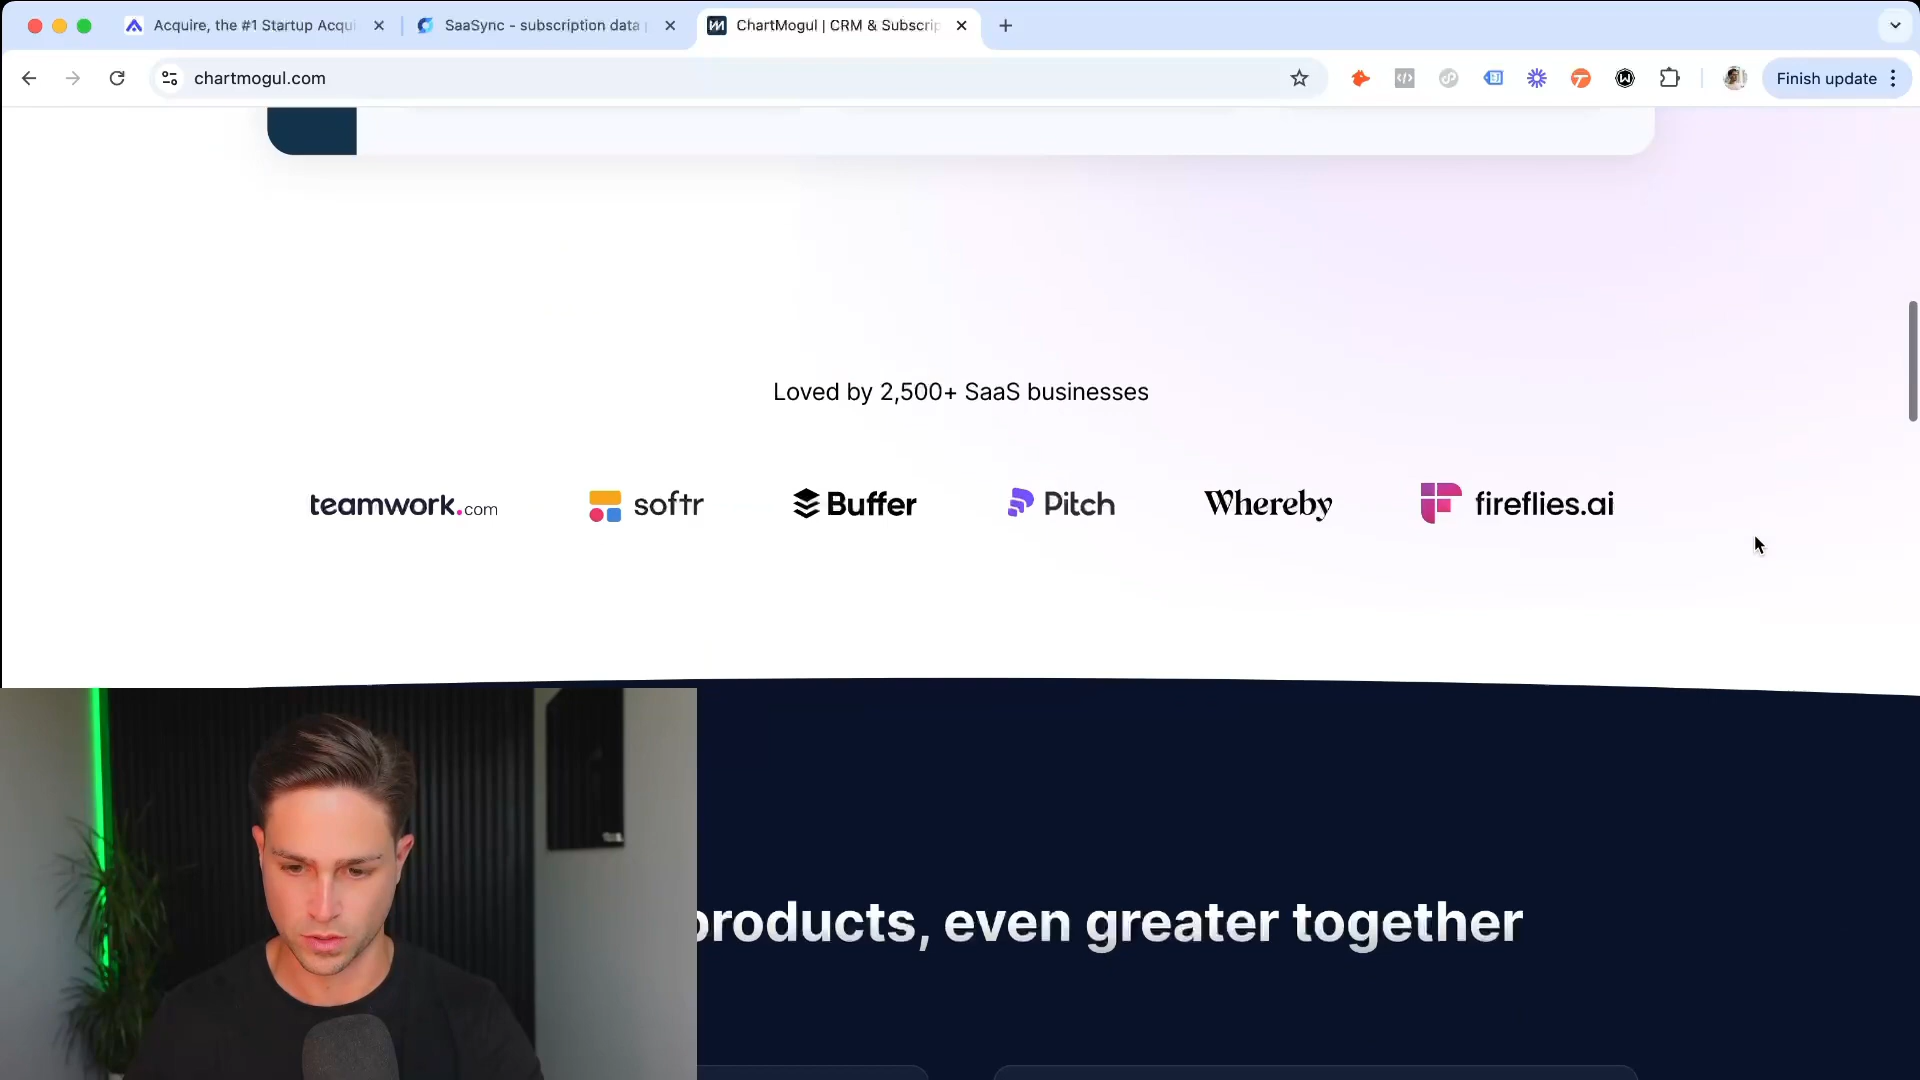 Acquire, the #1 Startup Acqui
SaaSync - subscription data
ChartMogul | CRM & Subscrip
chartmogul.com
Finish update
Loved by 2,500+ SaaS businesses
teamwork.com
softr
Buffer
Pitch
Whereby
fireflies.ai
products, even greater together